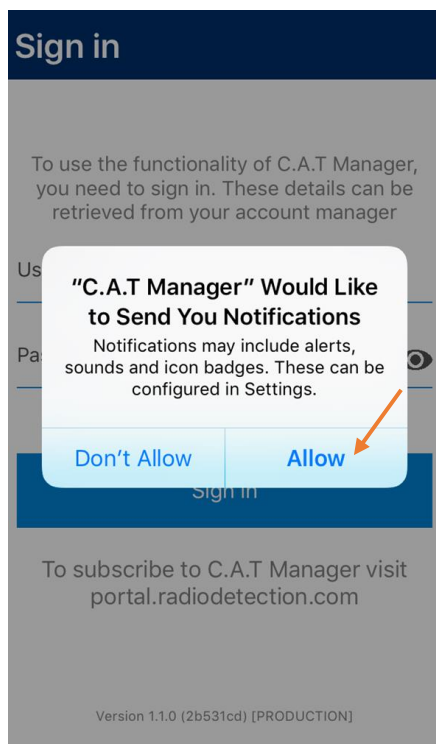 Sign in
To use the functionality of C.A.T Manager,
you need to sign in. These details can be
retrieved from your account manager
Us
"C.A.T Manager" Would Like
to Send You Notifications
Notifications may include alerts,
sounds and icon badges. These can be
configured in Settings.
Pa
Don't Allow
Allow
Sign in
To subscribe to C.A.T Manager visit
portal.radiodetection.com
Version 1.1.0 (2b531cd) [PRODUCTION]